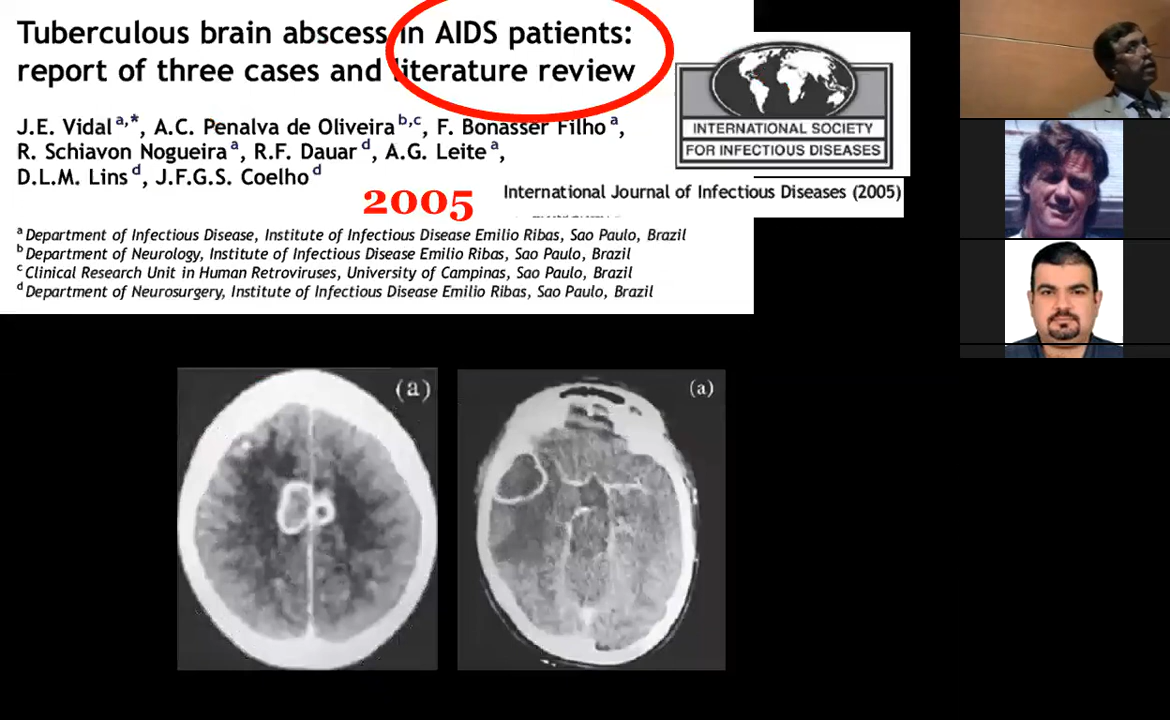 Tuberculous brain abscess in AIDS patients:
report of three cases and literature review
J.E. Vidal a,*, A.C. Penalva de Oliveira b,c, F. Bonasser Filho a,
R. Schiavon Nogueira a, R.F. Dauar d, A.G. Leite a,
D.L.M. Lins d, J.F.G.S. Coelho d
INTERNATIONAL SOCIETY
FOR INFECTIOUS DISEASES
International Journal of Infectious Diseases (2005)
2005
a Department of Infectious Disease, Institute of Infectious Disease Emilio Ribas, Sao Paulo, Brazil
b Department of Neurology, Institute of Infectious Disease Emilio Ribas, Sao Paulo, Brazil
c Clinical Research Unit in Human Retroviruses, University of Campinas, Sao Paulo, Brazil
d Department of Neurosurgery, Institute of Infectious Disease Emilio Ribas, Sao Paulo, Brazil
(a)
(a)